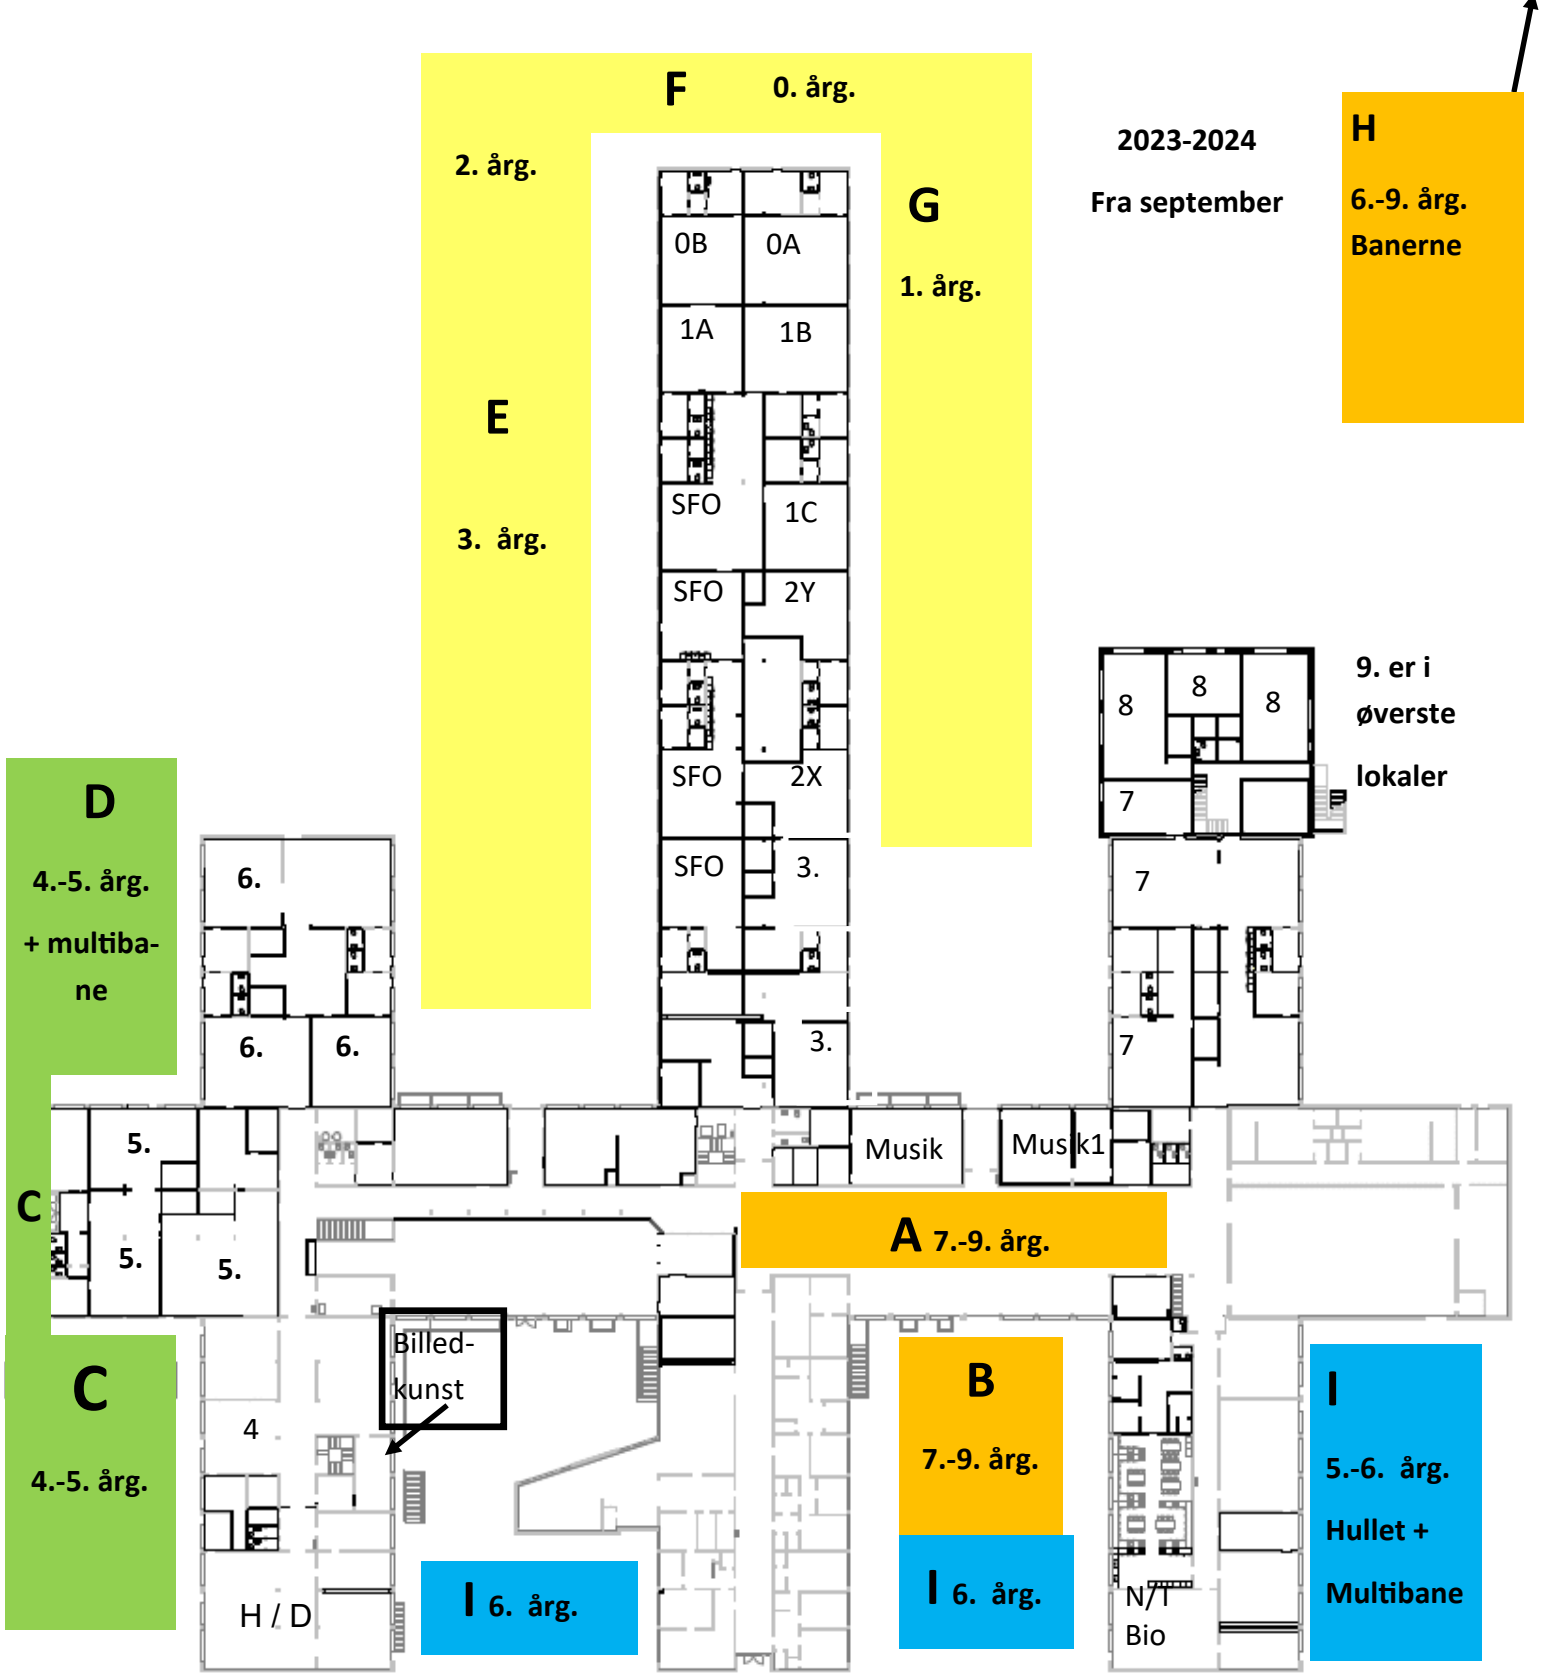 F 0. årg.
2. årg.
G
1. årg.
E
3.  årg.
2023-2024
Fra september
H
6.-9. årg.
Banerne
0B
0A
1A
1B
SFO
1C
SFO
2Y
SFO
2X
SFO
3.
3.
8
8
8
7
9. er i
øverste
lokaler
7
7
D
4.-5. årg.
+ multiba-
ne
6.
6.
6.
C
5.
5.
5.
Musik
Musik1
A 7.-9. årg.
C
4.-5. årg.
Billed-
kunst
4
H / D
I 6.  årg.
B
7.-9. årg.
I 6.  årg.
N/T
Bio
I
5.-6.  årg.
Hullet +
Multibane